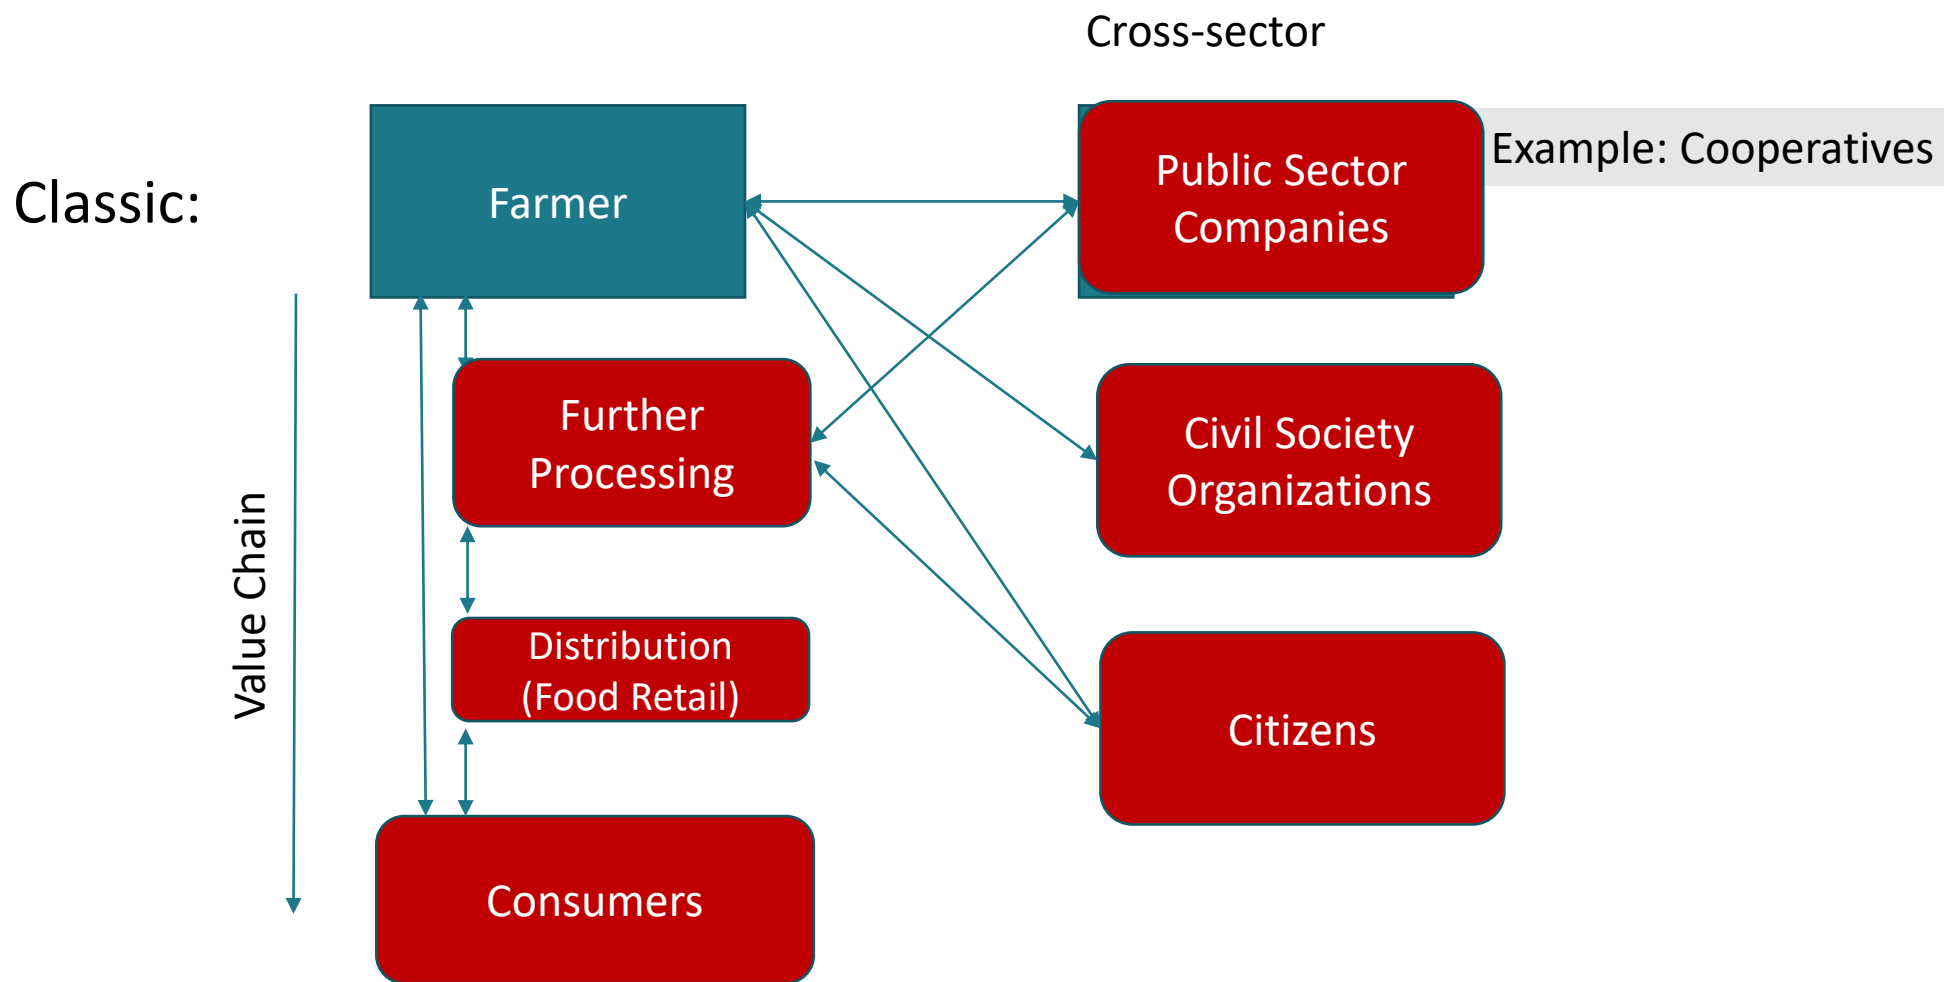 Cross-sector
Classic:
Farmer
Public Sector
Companies
Example: Cooperatives
Value Chain
Further
Processing
Civil Society
Organizations
Distribution
(Food Retail)
Citizens
Consumers